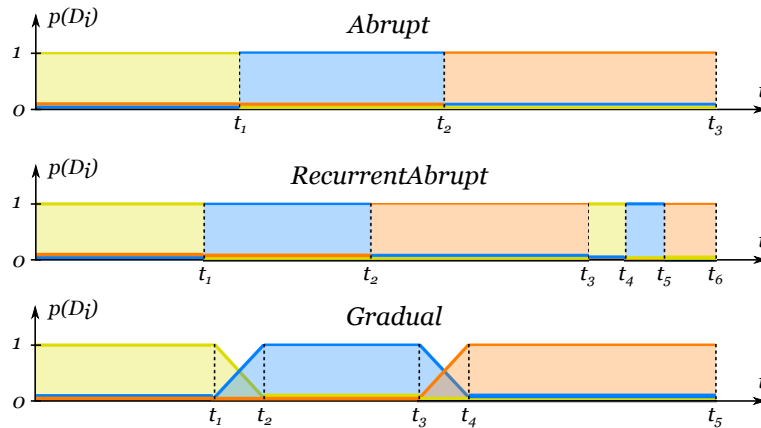 p(Di)
Abrupt
1
0
t1 t2 t3
t
p(Di)
RecurrentAbrupt
1
0
t1 t2 t3 t4 t5 t6
t
p(Di)
Gradual
1
0
t1 t2 t3 t4 t5
t